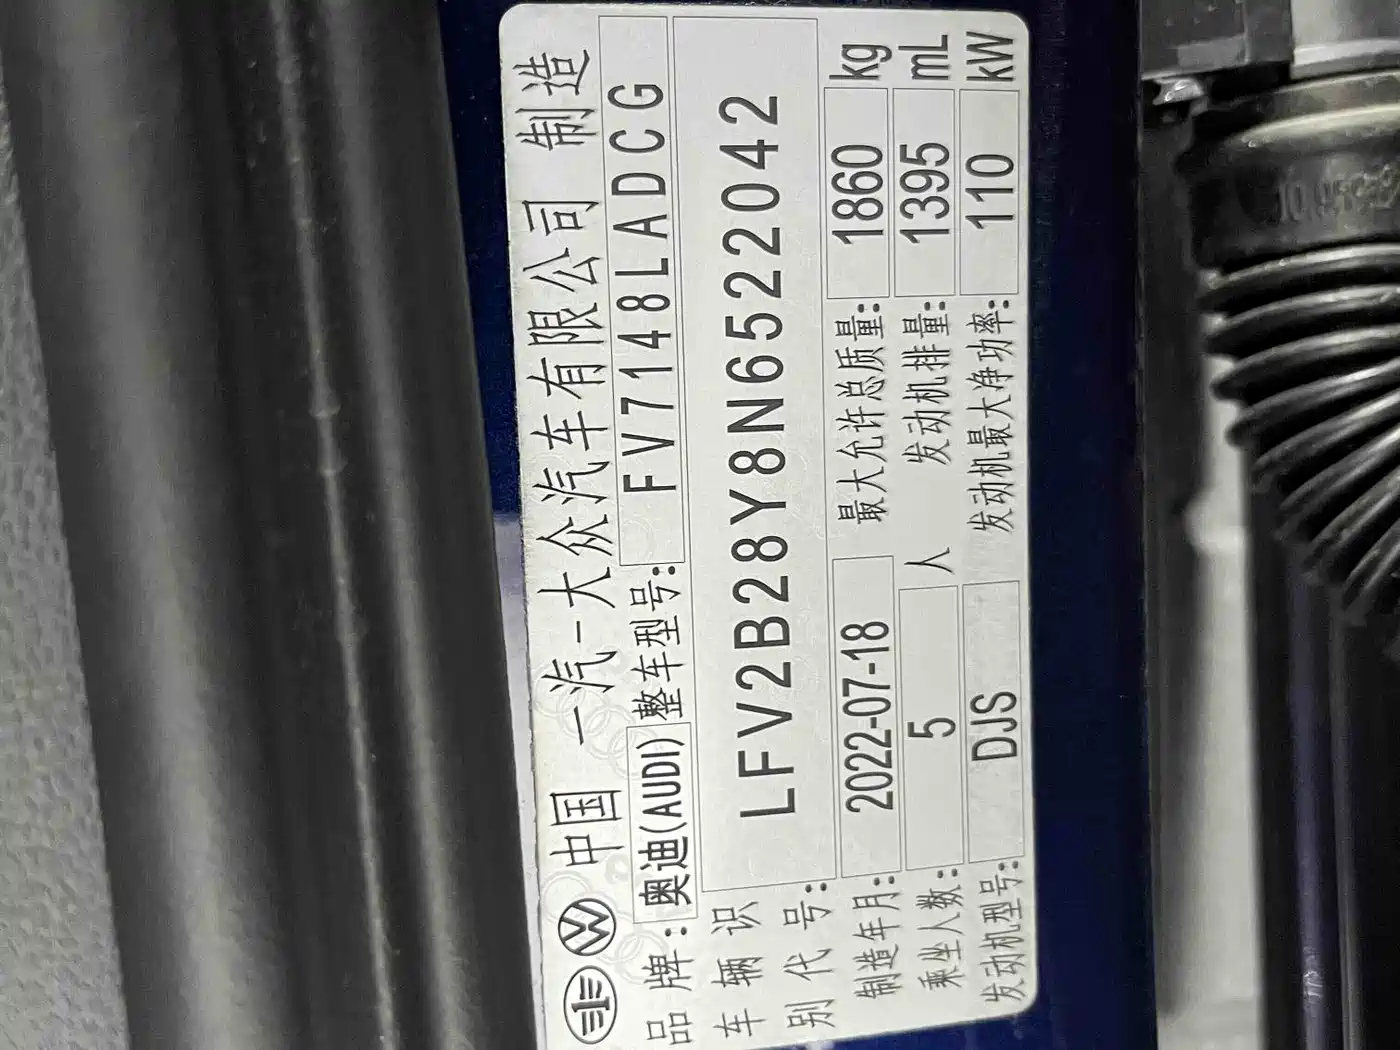 中国 一汽-大众汽车有限公司 制造
品牌: 奥迪(AUDI) 整车型号: FV7148LADCG
车辆识别代号: LFV2B28Y8N6522042
制造年月: 2022-07-18 最大允许总质量: 1860 kg
乘坐人数: 5 人 发动机排量: 1395 mL
发动机型号: DJS 发动机最大净功率: 110 kW